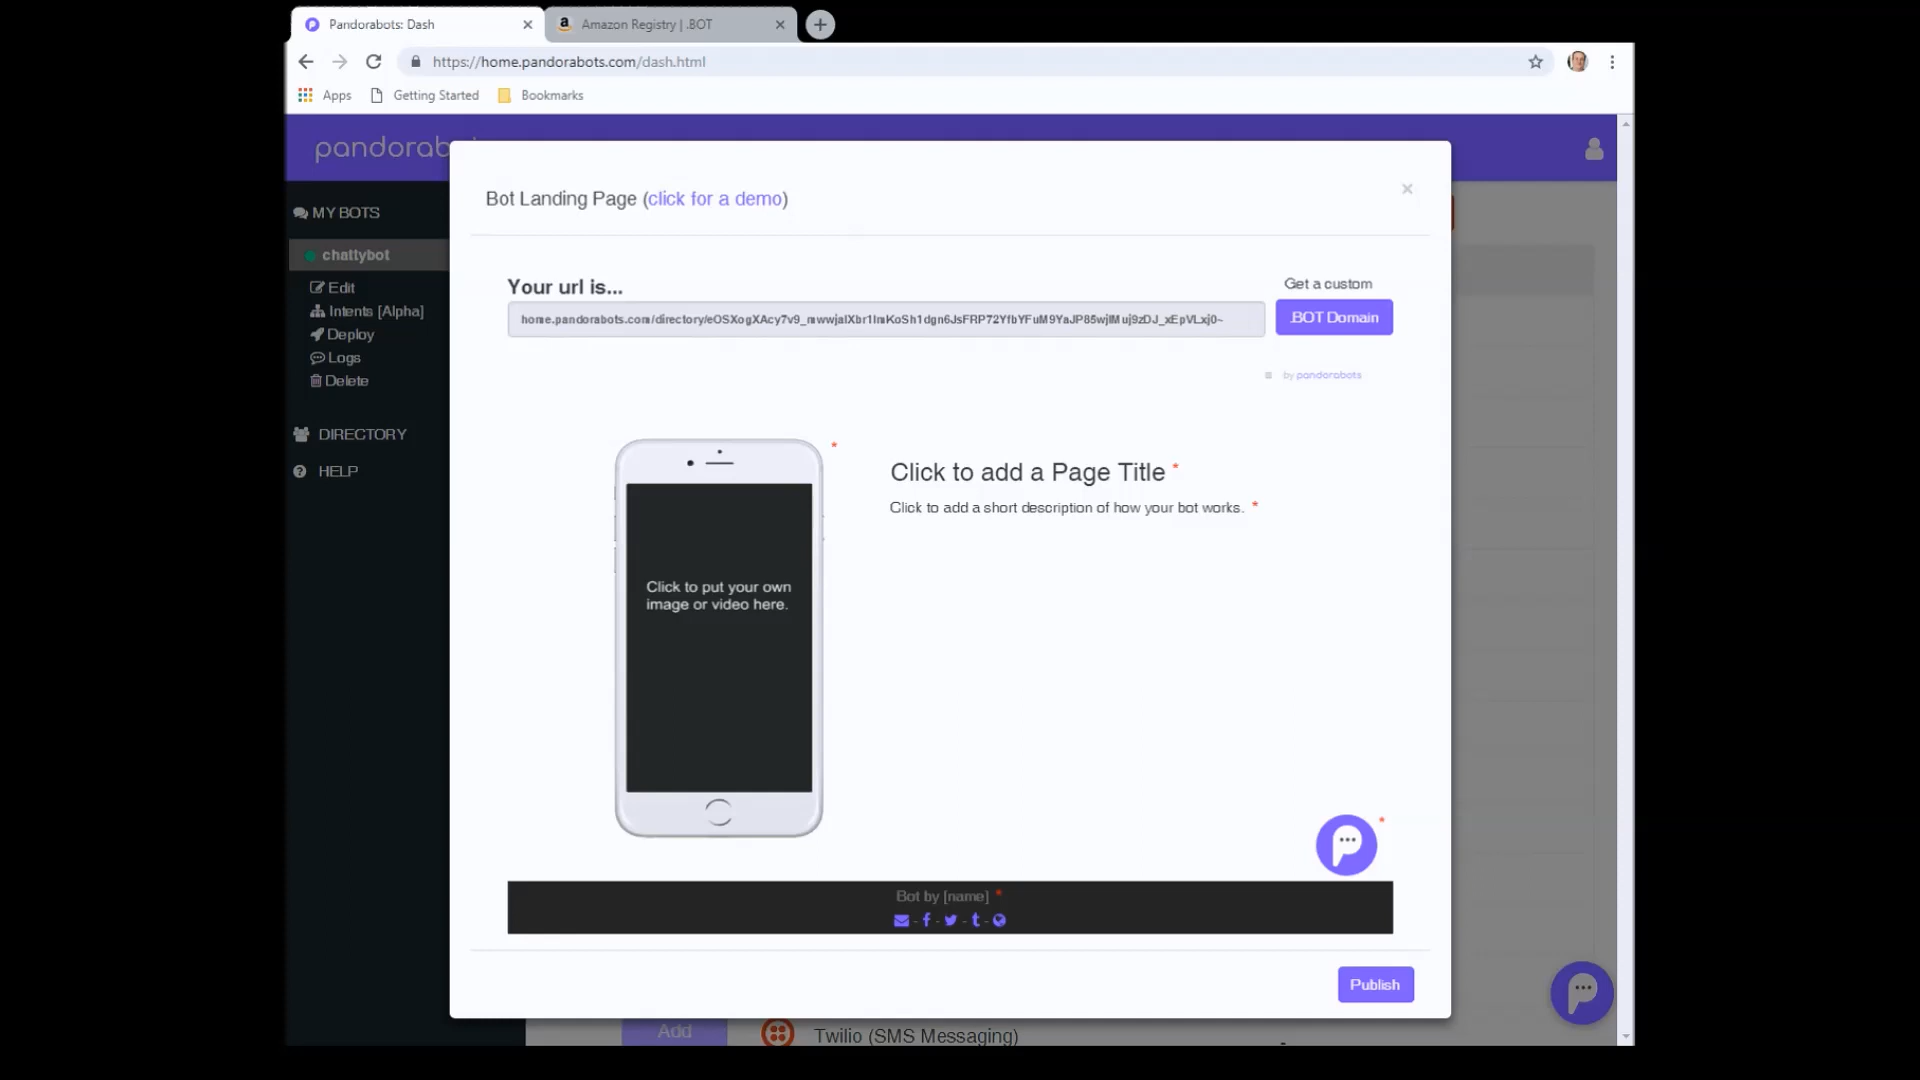 Pandorabots: Dash
Amazon Registry | .BOT
https://home.pandorabots.com/dash.html
Apps
Getting Started
Bookmarks
Bot Landing Page (click for a demo)
MY BOTS
chattybot
Edit
Intents [Alpha]
Deploy
Logs
Delete
DIRECTORY
HELP
Your url is...
Get a custom
.BOT Domain
by pandorabots
Click to add a Page Title *
Click to add a short description of how your bot works. *
Click to put your own
image or video here.
Bot by [name] *
Publish
Add
Twilio (SMS Messaging)